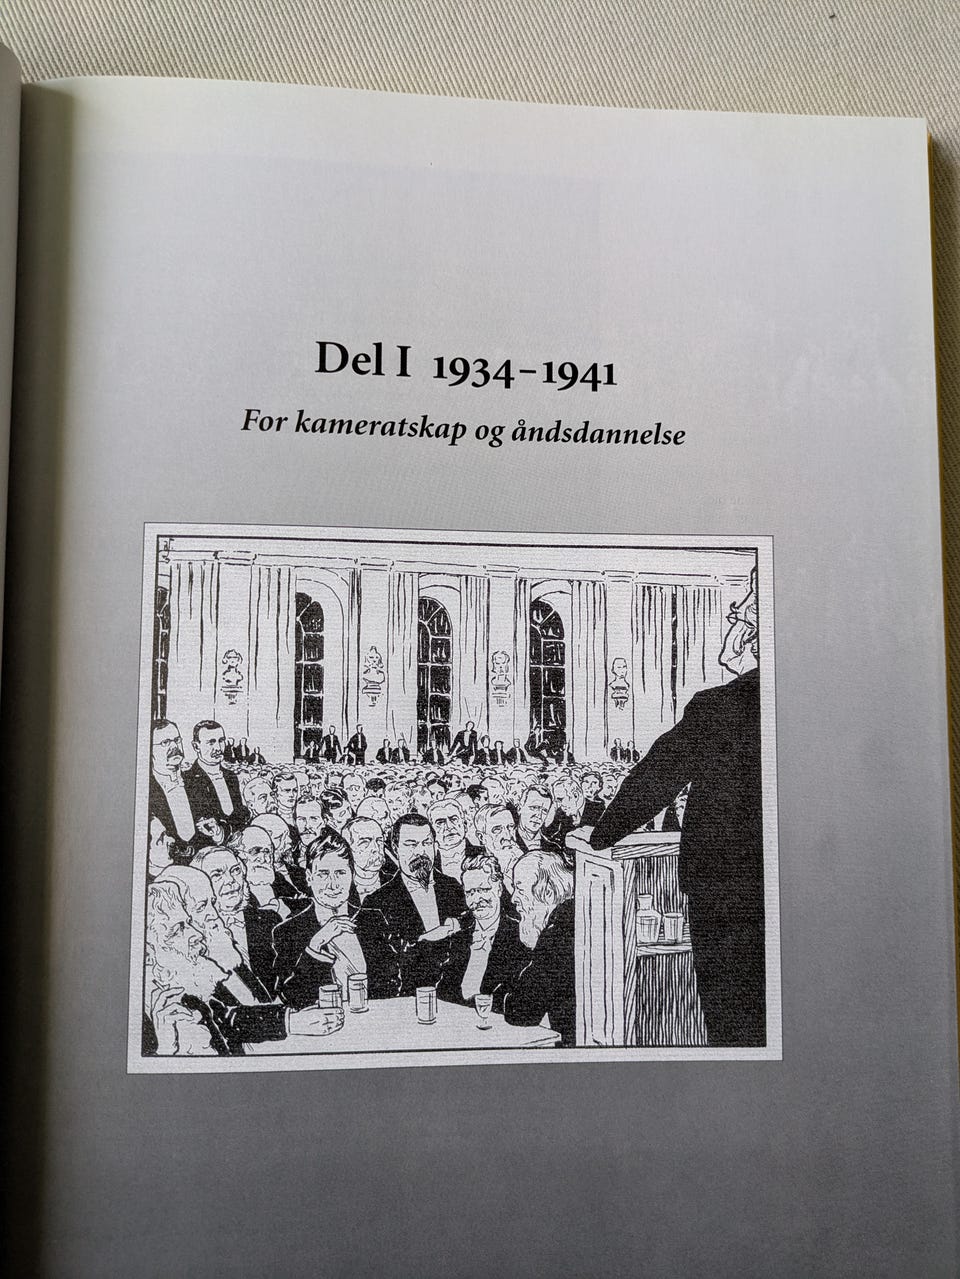 Del I 1934–1941
For kameratskap og åndsdannelse